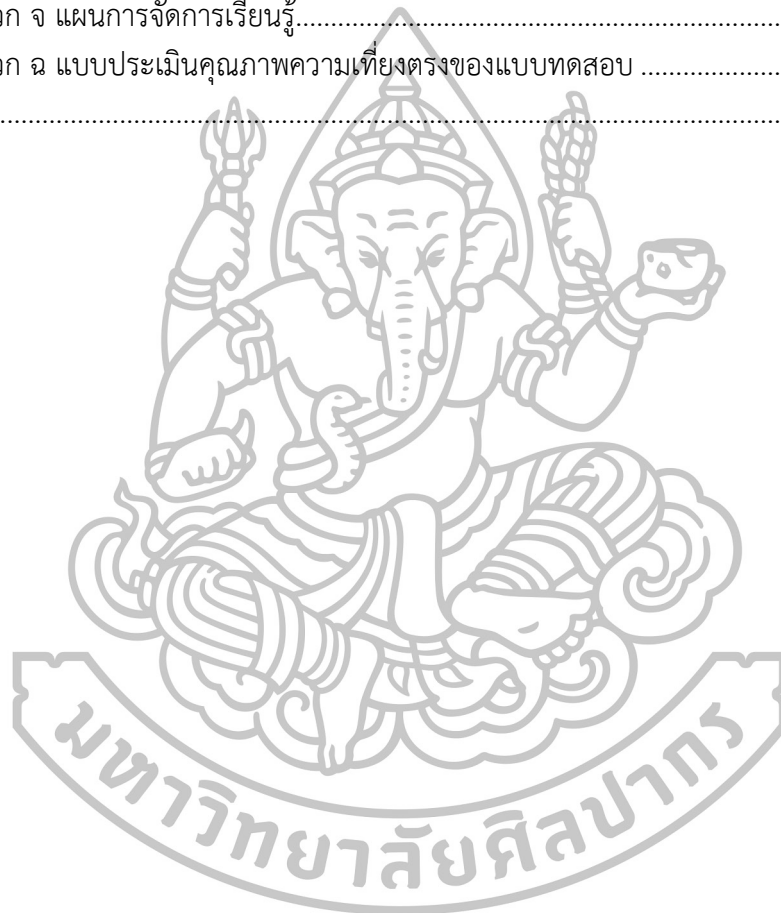 วก จ แผนการจัดการเรียนรู้......................................................................
วก ฉ แบบประเมินคุณภาพความเที่ยงตรงของแบบทดสอบ ....................
................................................................................................................
มหาวิทยาลัยศิลปากร